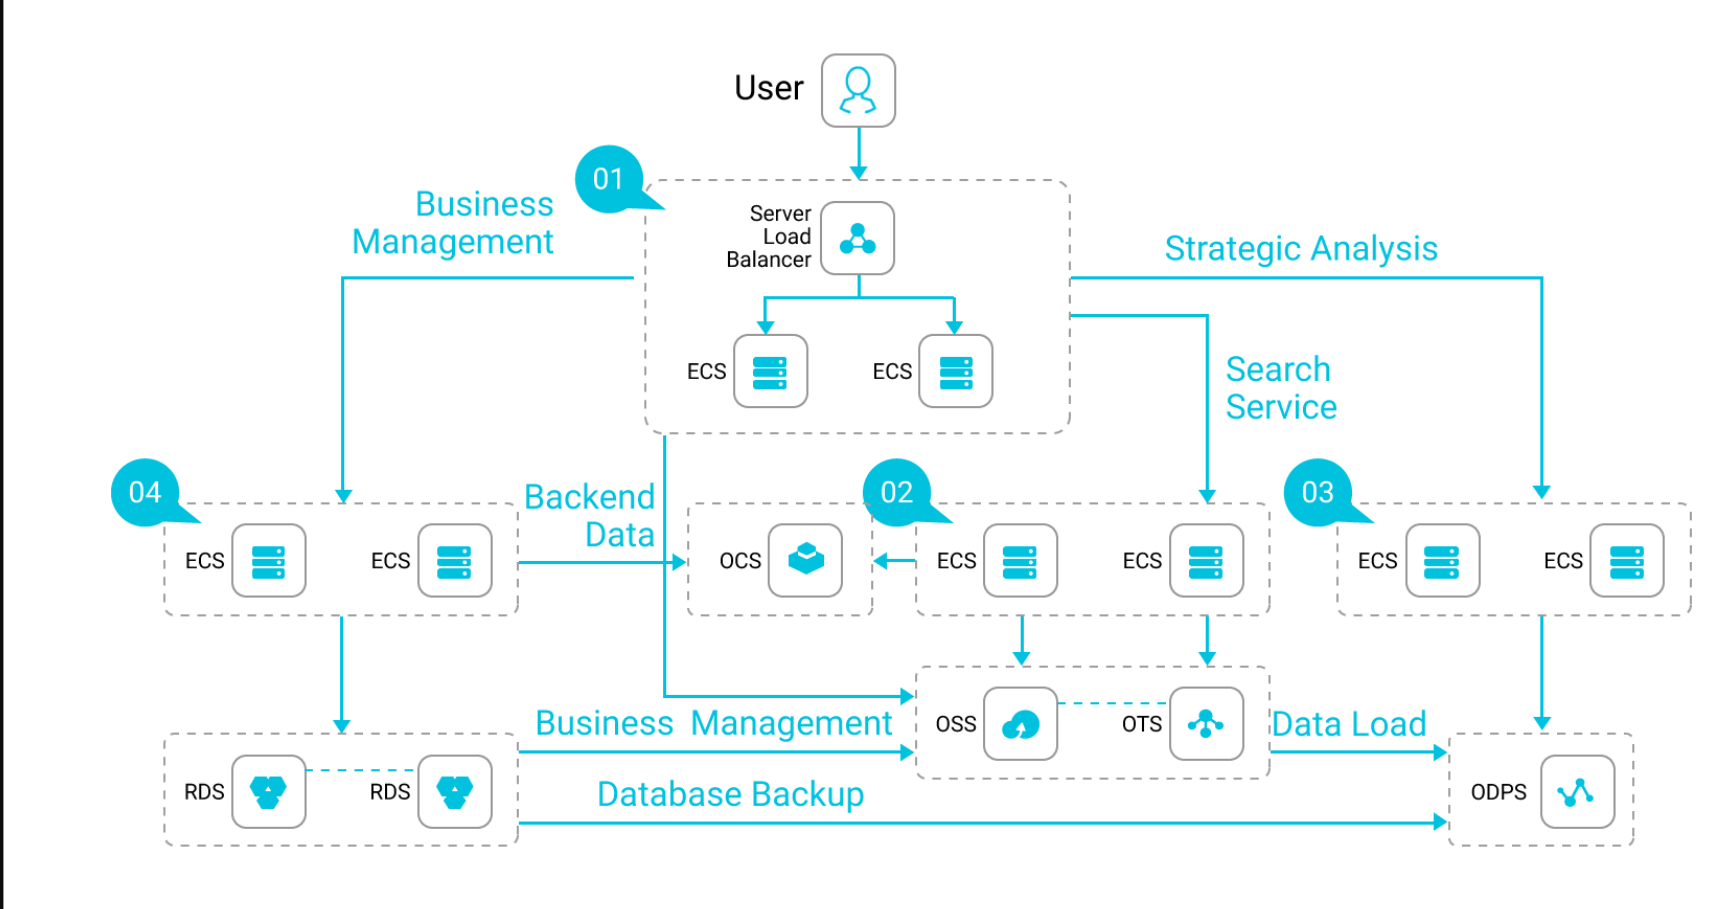 User
01
Server
Load
Balancer
Business
Management
Strategic Analysis
ECS
ECS
Search
Service
04
Backend
Data
02
03
ECS
ECS
OCS
ECS
ECS
ECS
ECS
OSS
OTS
Business Management
Data Load
RDS
RDS
Database Backup
ODPS